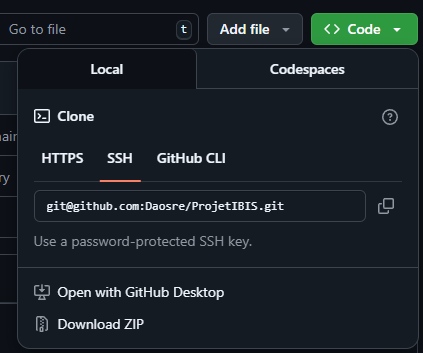 Go to file t Add file Code
Local Codespaces
Clone
HTTPS SSH GitHub CLI
git@github.com:Daosre/ProjetIBIS.git
Use a password-protected SSH key.
Open with GitHub Desktop
Download ZIP